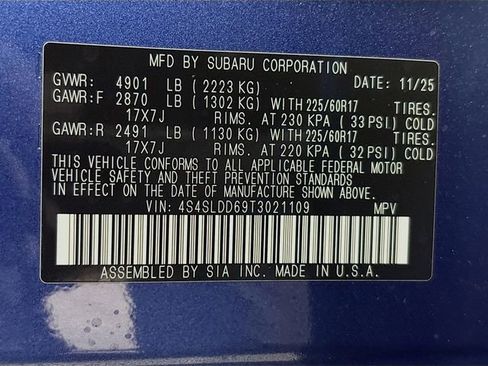 MFD BY SUBARU CORPORATION
GVWR: 4901 LB (2223 KG) DATE: 11/25
GAWR:F 2870 LB (1302 KG) WITH 225/60R17 TIRES.
17X7J RIMS. AT 230 KPA (33 PSI) COLD
GAWR:R 2491 LB (1130 KG) WITH 225/60R17 TIRES.
17X7J RIMS. AT 220 KPA (32 PSI) COLD
THIS VEHICLE CONFORMS TO ALL APPLICABLE FEDERAL MOTOR
VEHICLE SAFETY AND THEFT PREVENTION STANDARDS IN EFFECT
ON THE DATE OF MANUFACTURE SHOWN ABOVE.
VIN: 4S4SLDD69T3021109 MPV
ASSEMBLED BY SIA INC. MADE IN U.S.A.